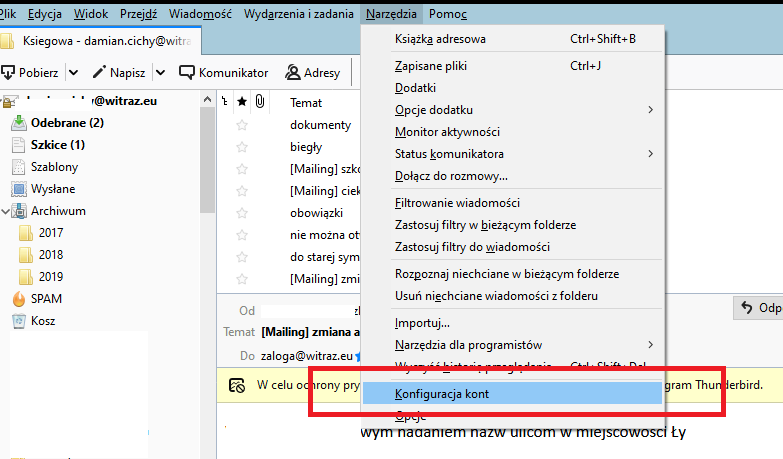 Plik Edycja Widok Przejdź Wiadomość Wydarzenia i zadania Narzędzia Pomoc
Ksiegowa - damian.cichy@witra
Pobierz Napisz Komunikator Adresy
@witraz.eu
Odebrane (2)
Szkice (1)
Szablony
Wysłane
Archiwum
2017
2018
2019
SPAM
Kosz
Temat
dokumenty
biegły
[Mailing] szko
[Mailing] ciek
obowiązki
nie można otw
do starej sym
[Mailing] zmi
Książka adresowa Ctrl+Shift+B
Zapisane pliki Ctrl+J
Dodatki
Opcje dodatku
Monitor aktywności
Status komunikatora
Dołącz do rozmowy...
Filtrowanie wiadomości
Zastosuj filtry w bieżącym folderze
Zastosuj filtry do wiadomości
Rozpoznaj niechciane w bieżącym folderze
Usuń niechciane wiadomości z folderu
Importuj...
Narzędzia dla programistów
Wyczyść historię przeglądania Ctrl+Shift+Del
Konfiguracja kont
Opcje
Od
Odpo
Temat [Mailing] zmiana a
Do zaloga@witraz.eu
W celu ochrony pry gram Thunderbird.
wym nadaniem nazw ulicom w miejscowości Ły